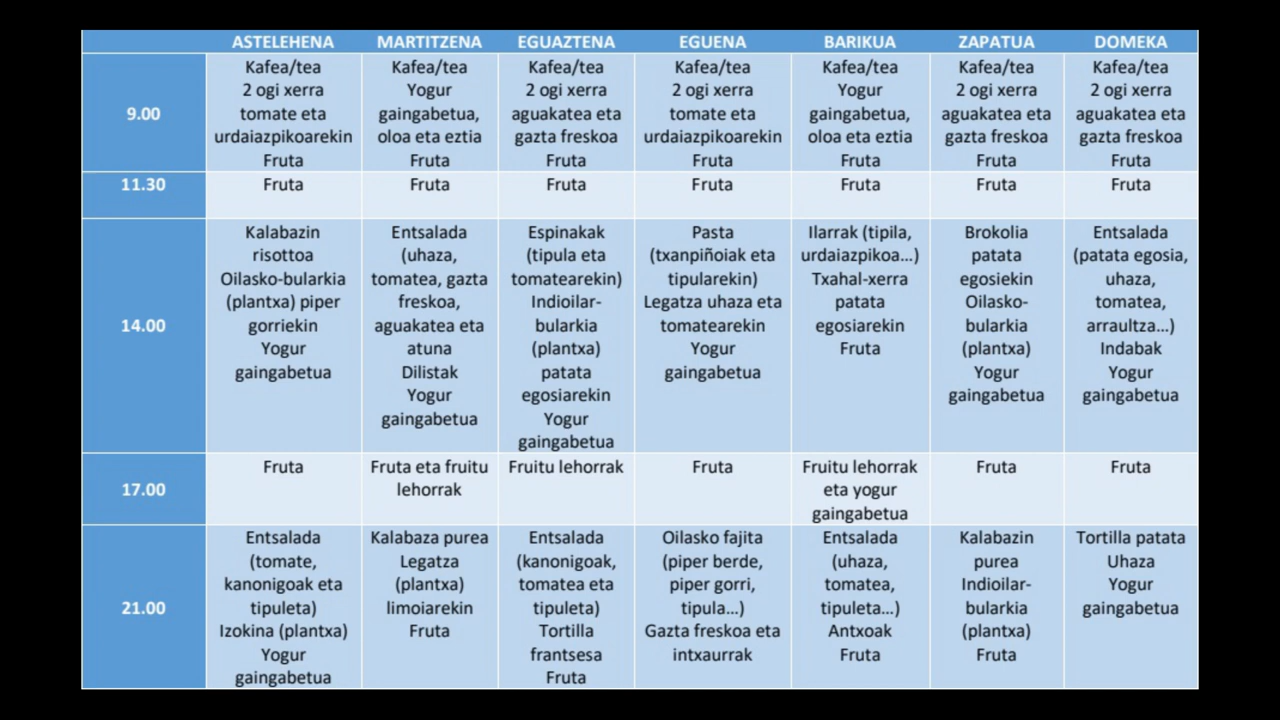 ASTELEHENA MARTITZENA EGUAZTENA EGUENA BARIKUA ZAPATUA DOMEKA
9.00
Kafea/tea
2 ogi xerra
tomate eta
urdaiazpikoarekin
Fruta
Kafea/tea
Yogur
gaingabetua,
oloa eta eztia
Fruta
Kafea/tea
2 ogi xerra
aguakatea eta
gazta freskoa
Fruta
Kafea/tea
2 ogi xerra
tomate eta
urdaiazpikoarekin
Fruta
Kafea/tea
Yogur
gaingabetua,
oloa eta eztia
Fruta
Kafea/tea
2 ogi xerra
aguakatea eta
gazta freskoa
Fruta
Kafea/tea
2 ogi xerra
aguakatea eta
gazta freskoa
Fruta
11.30
Fruta
Fruta
Fruta
Fruta
Fruta
Fruta
Fruta
14.00
Kalabazin
risottoa
Oilasko-bularkia
(plantxa) piper
gorriekin
Yogur
gaingabetua
Entsalada
(uhaza,
tomatea, gazta
freskoa,
aguakatea eta
atuna
Dilistak
Yogur
gaingabetua
Espinakak
(tipula eta
tomatearekin)
Indioilar-
bularkia
(plantxa)
patata
egosiarekin
Yogur
gaingabetua
Pasta
(txanpiñoiak eta
tipularekin)
Legatza uhaza eta
tomatearekin
Yogur
gaingabetua
Ilarrak (tipila,
urdaiazpikoa…)
Txahal-xerra
patata
egosiarekin
Fruta
Brokolia
patata
egosiekin
Oilasko-
bularkia
(plantxa)
Yogur
gaingabetua
Entsalada
(patata egosia,
uhaza,
tomatea,
arraultza…)
Indabak
Yogur
gaingabetua
17.00
Fruta
Fruta eta fruitu
lehorrak
Fruitu lehorrak
Fruta
Fruitu lehorrak
eta yogur
gaingabetua
Fruta
Fruta
21.00
Entsalada
(tomate,
kanonigoak eta
tipuleta)
Izokina (plantxa)
Yogur
gaingabetua
Kalabaza purea
Legatza
(plantxa)
limoiarekin
Fruta
Entsalada
(kanonigoak,
tomatea eta
tipuleta)
Tortilla
frantsesa
Fruta
Oilasko fajita
(piper berde,
piper gorri,
tipula…)
Gazta freskoa eta
intxaurrak
Entsalada
(uhaza,
tomatea,
tipuleta…)
Antxoak
Fruta
Kalabazin
purea
Indioilar-
bularkia
(plantxa)
Fruta
Tortilla patata
Uhaza
Yogur
gaingabetua